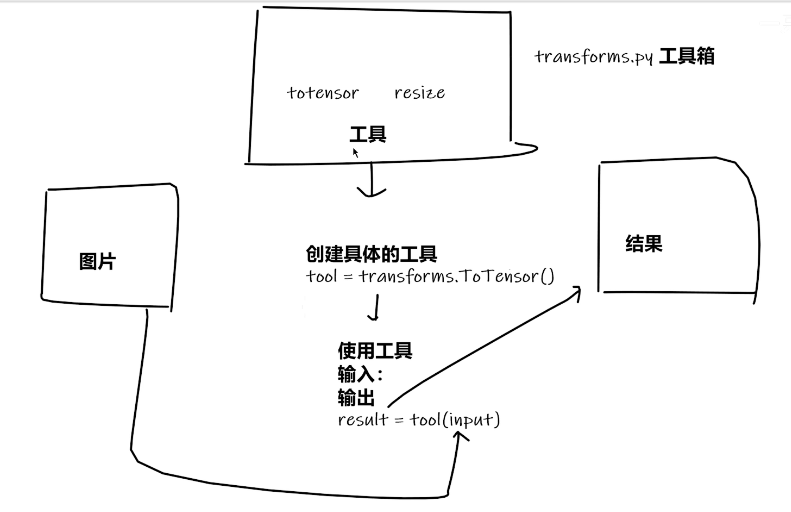 transforms.py 工具箱
totensor resize
工具
图片
创建具体的工具
tool = transforms.ToTensor()
结果
使用工具
输入：
输出
result = tool(input)